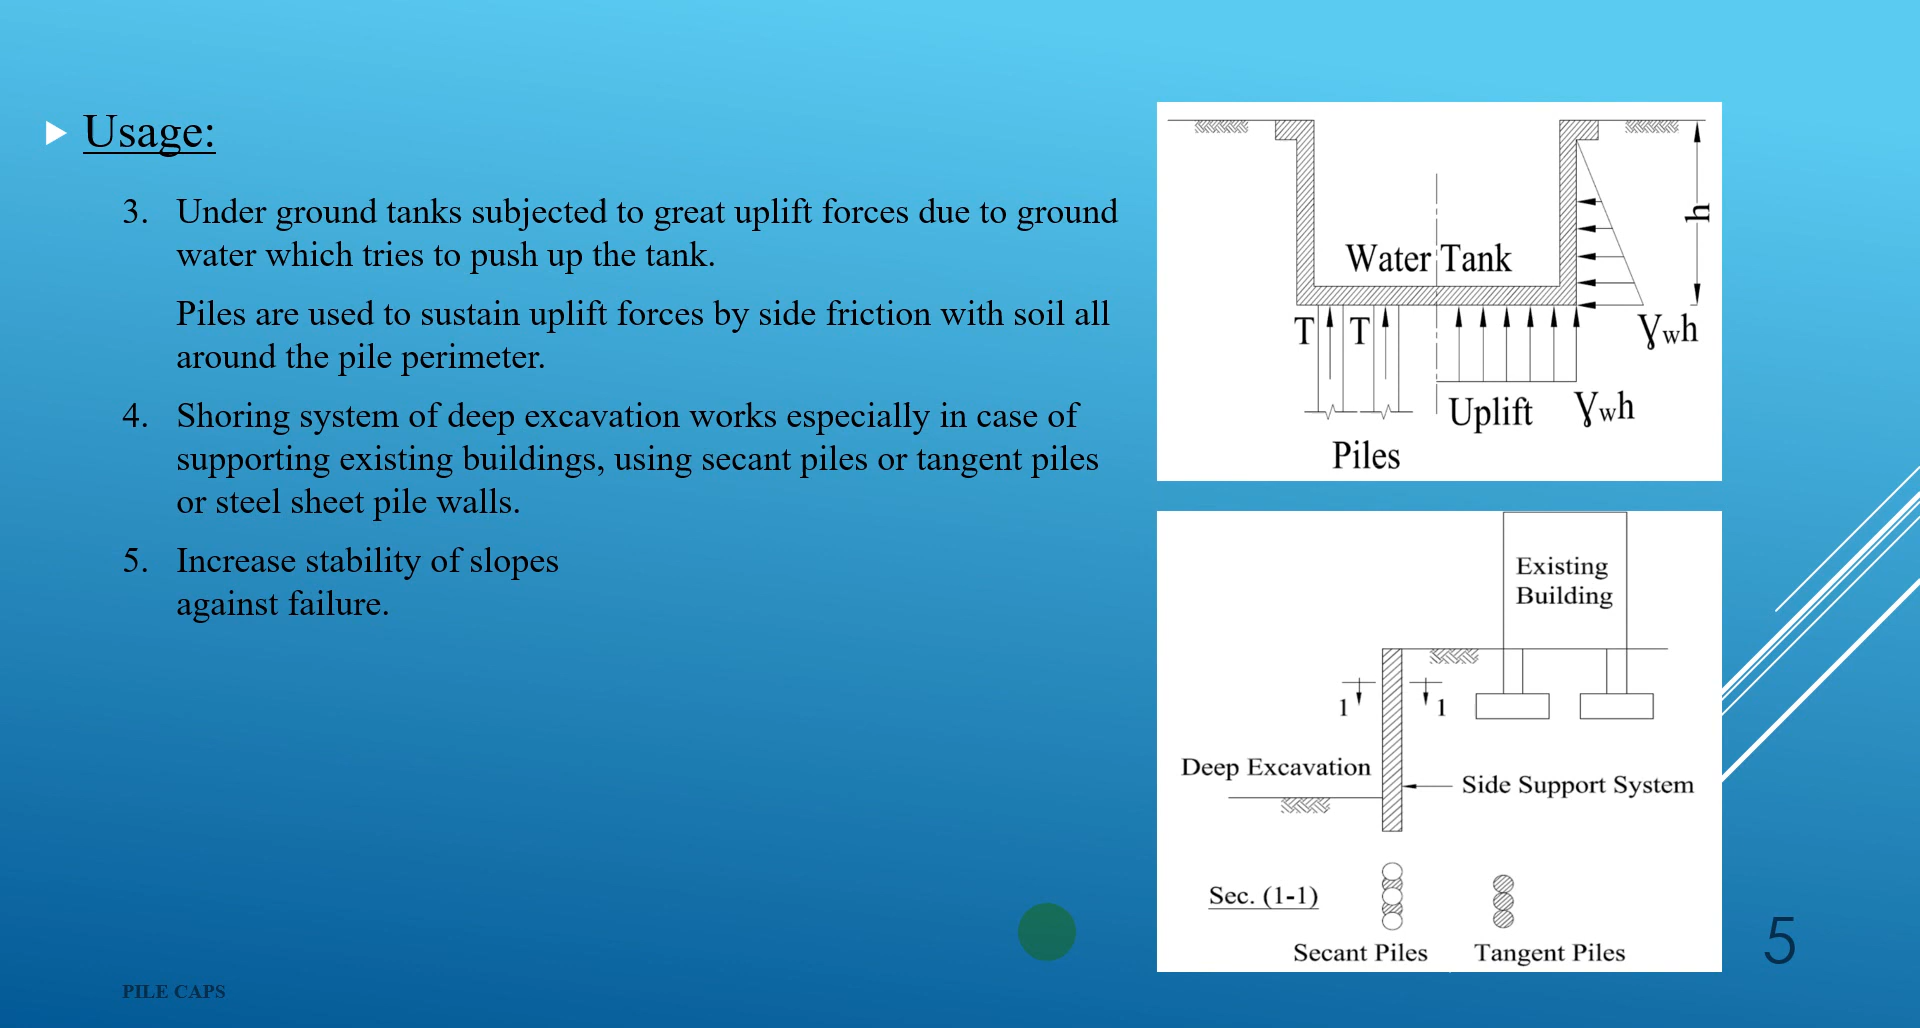 Usage:
3. Under ground tanks subjected to great uplift forces due to ground
water which tries to push up the tank.
Piles are used to sustain uplift forces by side friction with soil all
around the pile perimeter.
4. Shoring system of deep excavation works especially in case of
supporting existing buildings, using secant piles or tangent piles
or steel sheet pile walls.
5. Increase stability of slopes
against failure.
Water Tank
h
T T
γwh
Uplift γwh
Piles
Existing
Building
1 1
Deep Excavation
Side Support System
Sec. (1-1)
Secant Piles Tangent Piles
5
PILE CAPS